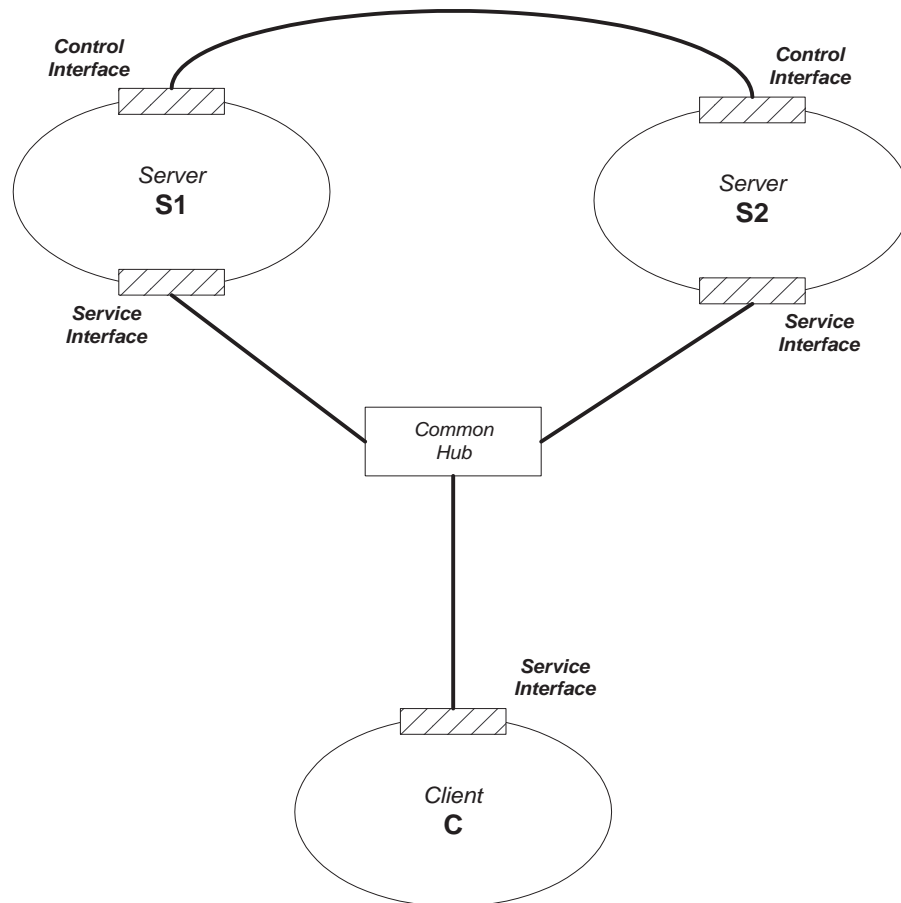 Control
Interface
Control
Interface
Server
S1
Server
S2
Service
Interface
Service
Interface
Common
Hub
Service
Interface
Client
C